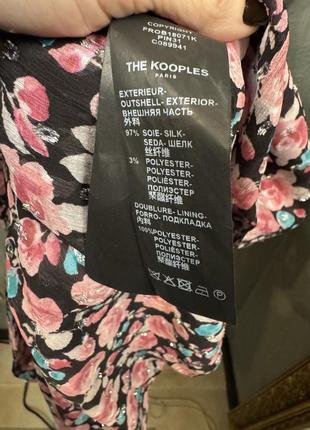 COPYRIGHT
FROB18071K
PIN31
C089941
THE KOOPLES
PARIS
EXTERIEUR-
OUTSHELL-EXTERIOR-
ВНЕШНЯЯ ЧАСТЬ
外料
97% SOIE-SILK-
SEDA-ШЕЛК
丝纤维
3% POLYESTER-
POLYESTER-
POLIÉSTER-
ПОЛИЭСТЕР
聚酯纤维
DOUBLURE-LINING-
FORRO-ПОДКЛАДКА
内料
100%POLYESTER-
POLYESTER-
POLIÉSTER-
ПОЛИЭСТЕР
聚酯纤维